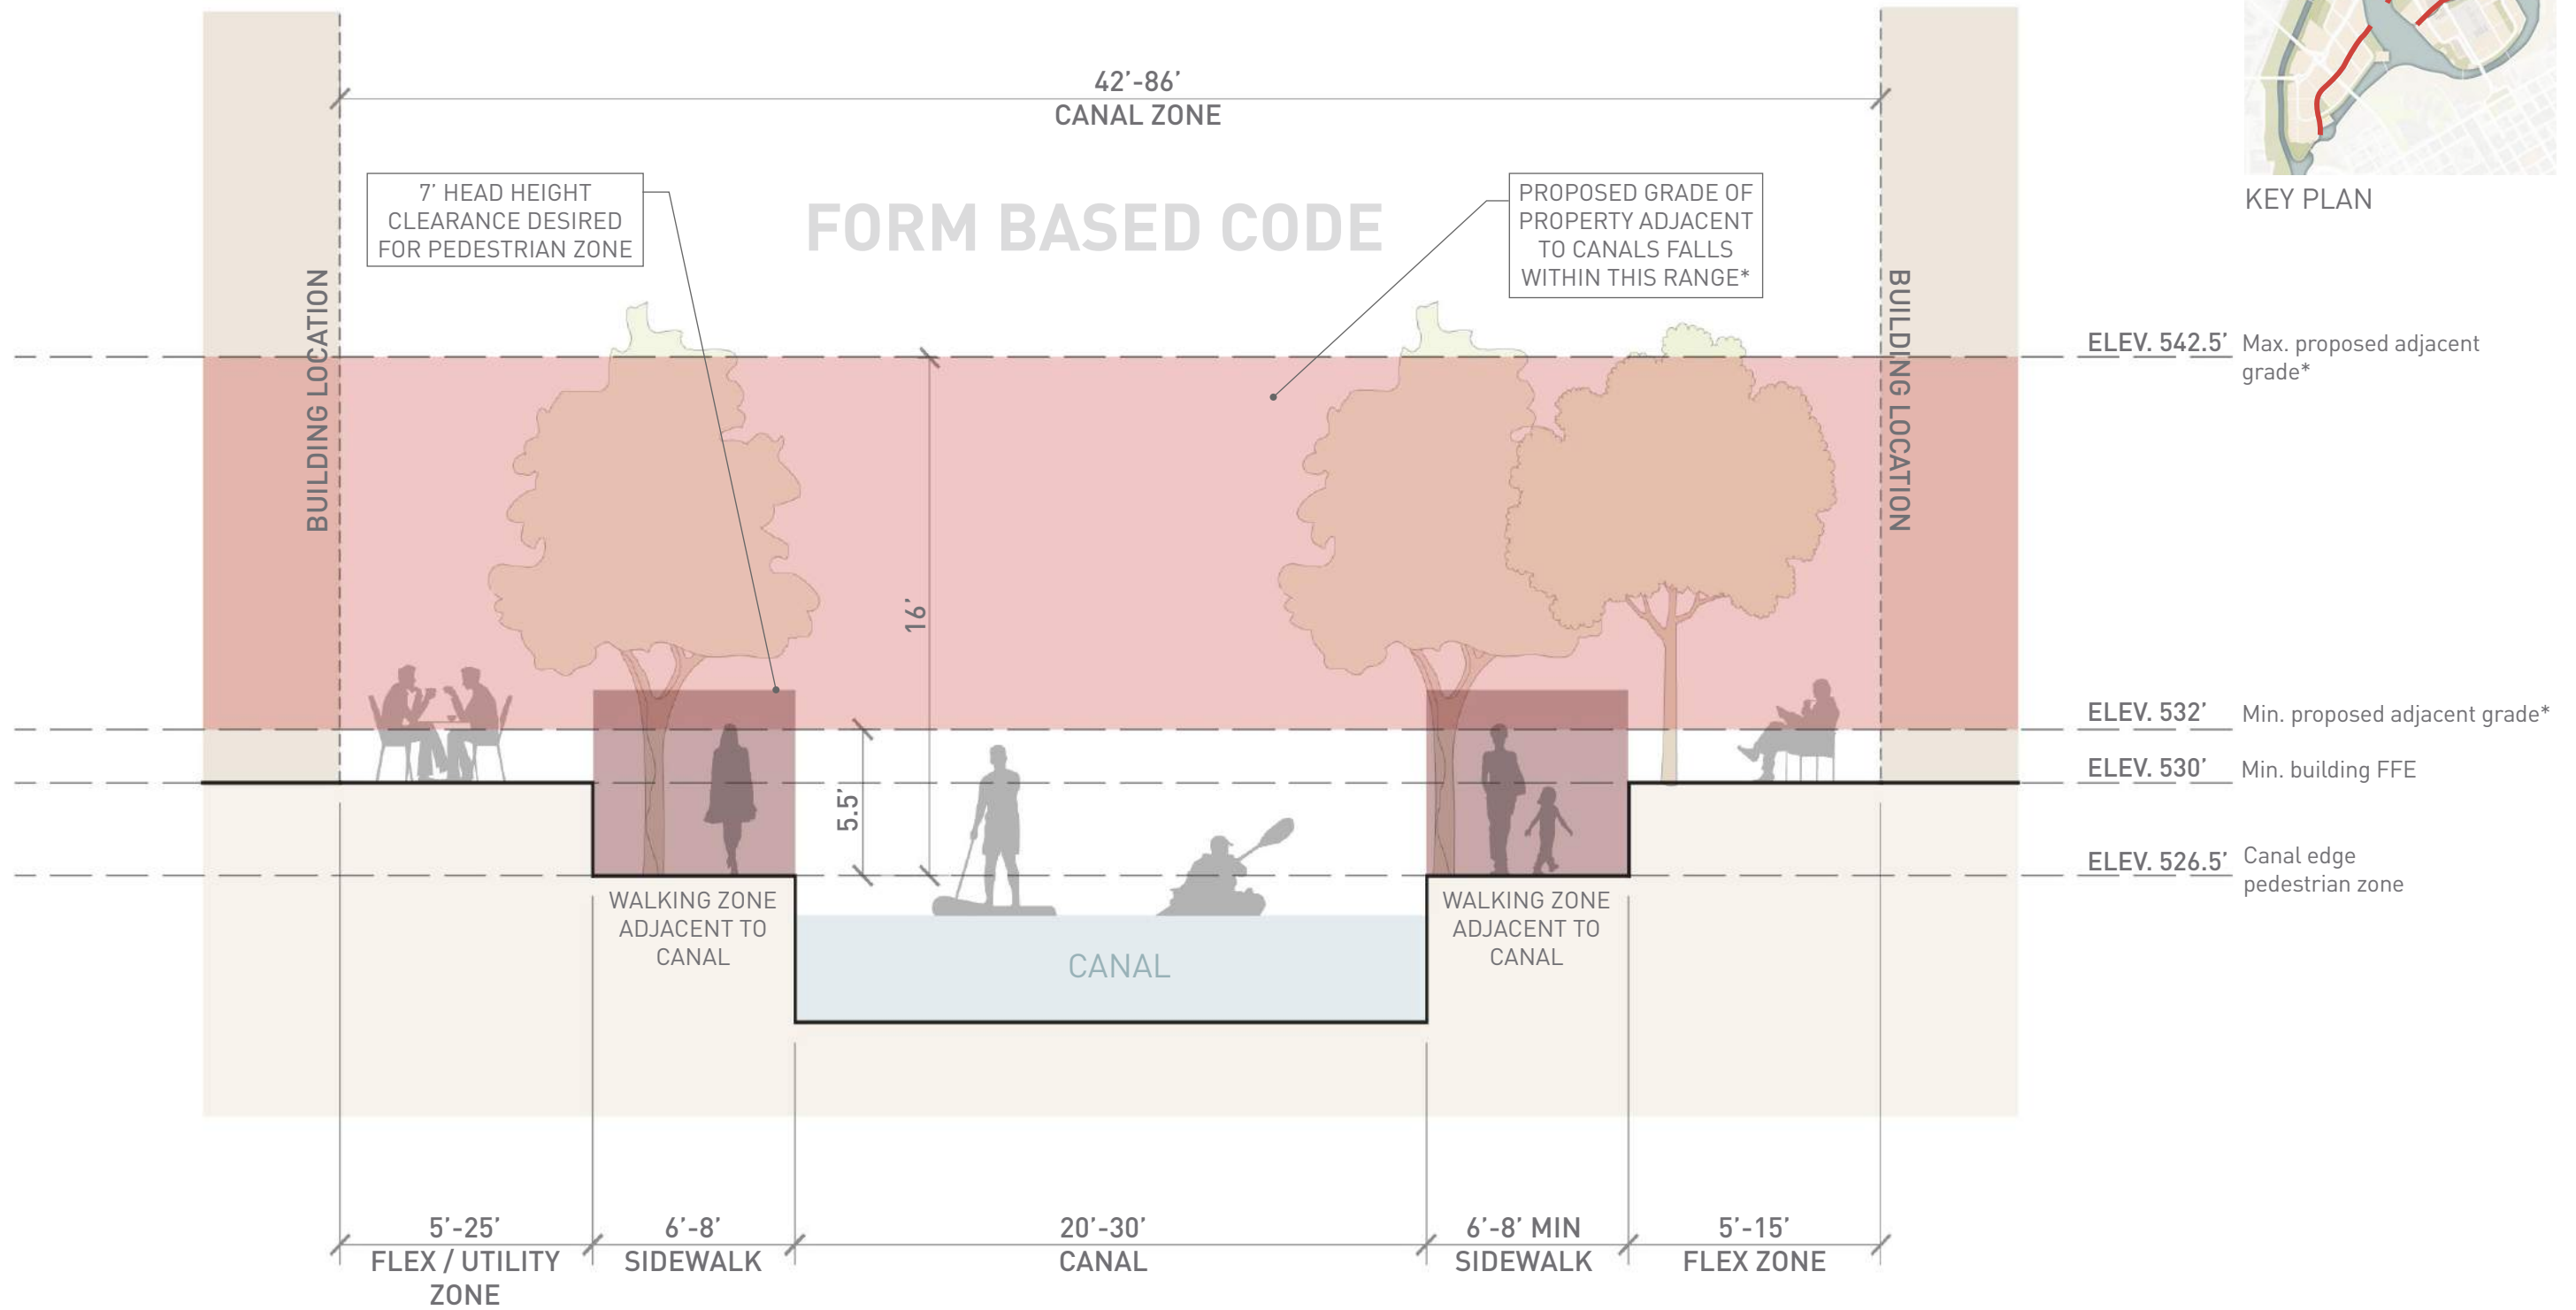 42’-86’
CANAL ZONE
KEY PLAN
7’ HEAD HEIGHT
CLEARANCE DESIRED
FOR PEDESTRIAN ZONE
FORM BASED CODE
PROPOSED GRADE OF
PROPERTY ADJACENT
TO CANALS FALLS
WITHIN THIS RANGE*
BUILDING LOCATION
BUILDING LOCATION
ELEV. 542.5’ Max. proposed adjacent
grade*
16’
ELEV. 532’ Min. proposed adjacent grade*
ELEV. 530’ Min. building FFE
5.5’
ELEV. 526.5’ Canal edge
pedestrian zone
WALKING ZONE
ADJACENT TO
CANAL
CANAL
WALKING ZONE
ADJACENT TO
CANAL
5’-25’
FLEX / UTILITY
ZONE
6’-8’
SIDEWALK
20’-30’
CANAL
6’-8’ MIN
SIDEWALK
5’-15’
FLEX ZONE